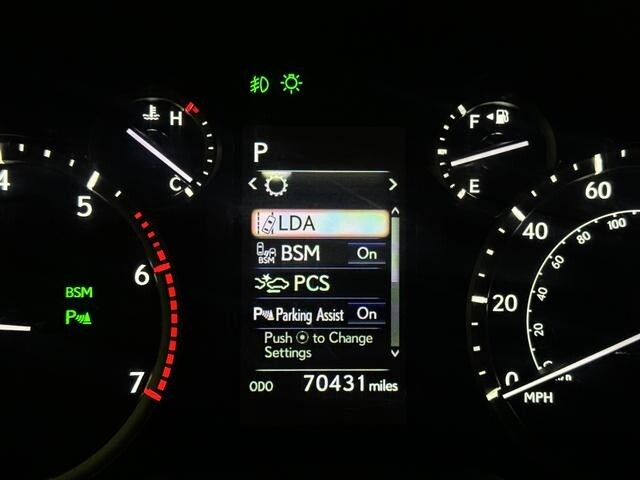 H
C
P
F
E
LDA
BSM On
PCS
P Parking Assist On
Push to Change
Settings
ODO 70431 miles
4
5
6
7
BSM
P
60
40
20
0
MPH
100
80
60
40
20